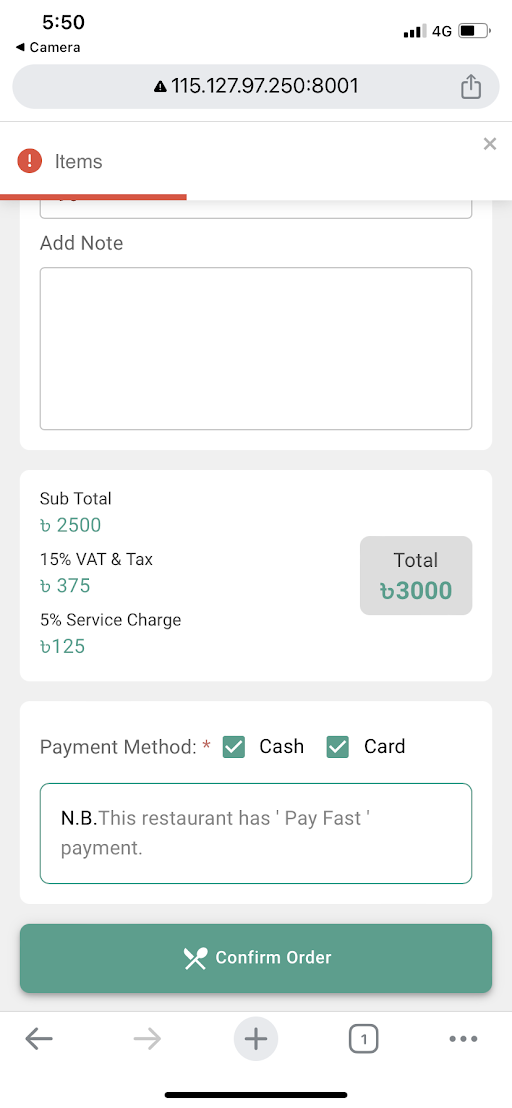 5:50
4G
◀ Camera
115.127.97.250:8001
Items
Add Note
Sub Total
৳ 2500
15% VAT & Tax
৳ 375
5% Service Charge
৳125
Total
৳3000
Payment Method: * Cash Card
N.B.This restaurant has ' Pay Fast '
payment.
Confirm Order
1